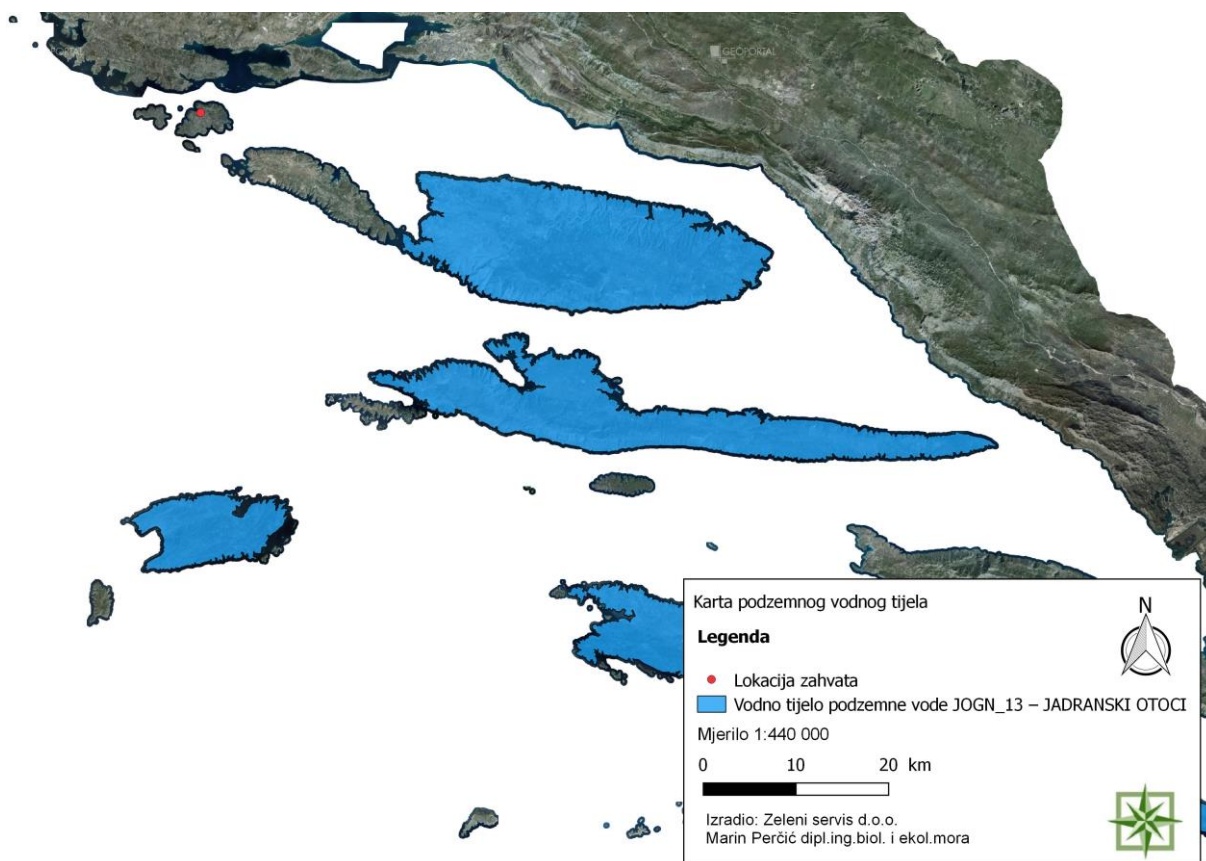 PORTAL
GEOPORTAL
Karta podzemnog vodnog tijela
N
Legenda
Lokacija zahvata
Vodno tijelo podzemne vode JOGN_13 – JADRANSKI OTOCI
Mjerilo 1:440 000
0 10 20 km
Izradio: Zeleni servis d.o.o.
Marin Perčić dipl.ing.biol. i ekol.mora